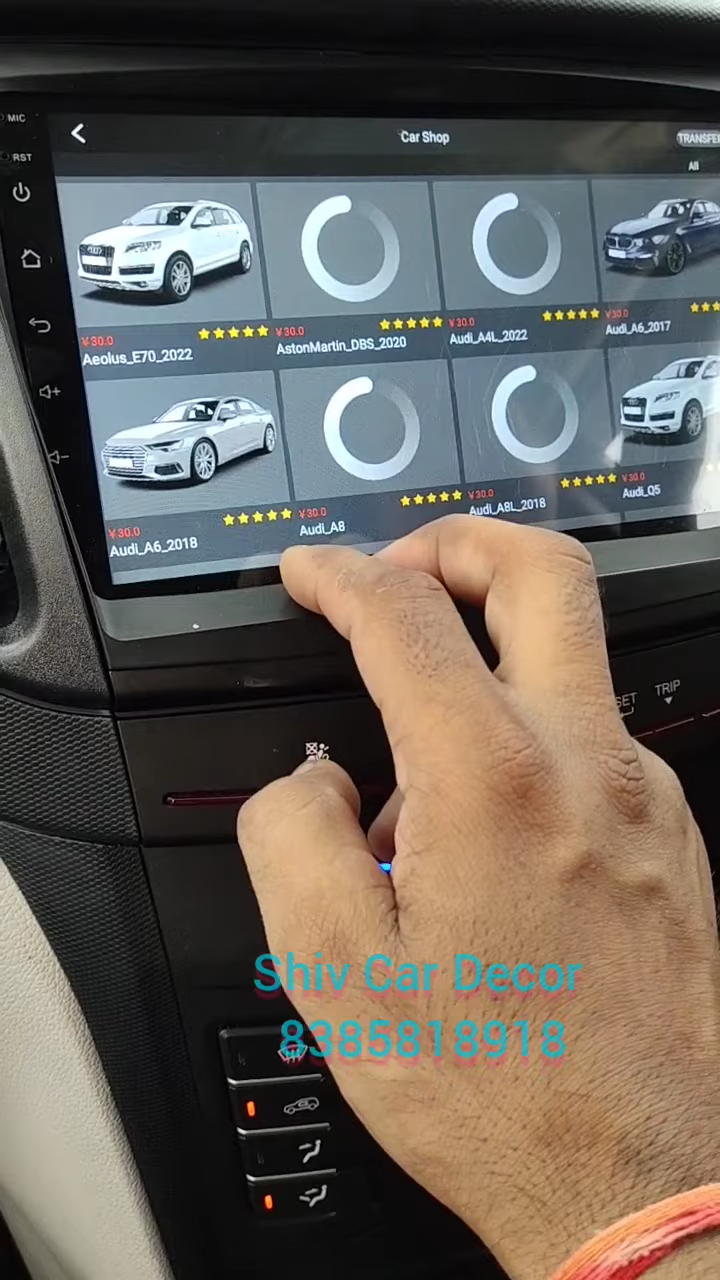 MIC
Car Shop
TRANSFER
RST
All
¥30.0
¥30.0
¥30.0
¥30.0
Aeolus_E70_2022
AstonMartin_DBS_2020
Audi_A4L_2022
Audi_A6_2017
¥30.0
¥30.0
¥30.0
¥30.0
Audi_A6_2018
Audi_A8
Audi_A8L_2018
Audi_Q5
SET
TRIP
Shiv Car Decor
8385818918